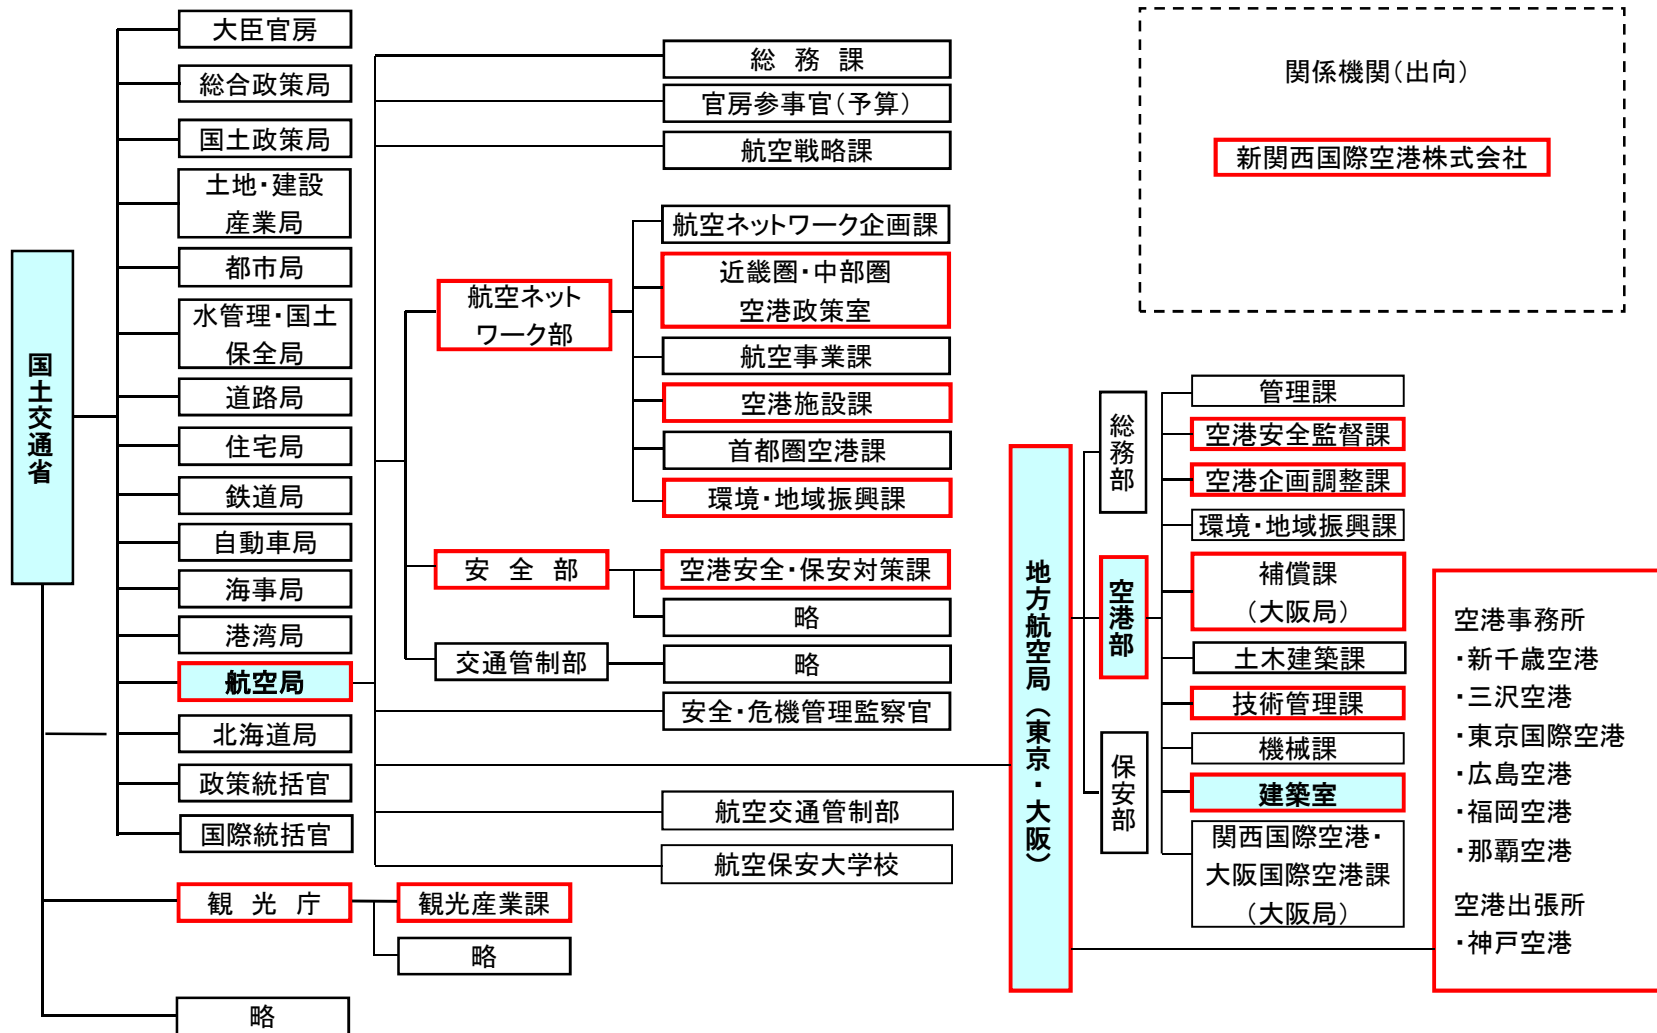 国土交通省
大臣官房
総合政策局
国土政策局
土地・建設
産業局
都市局
水管理・国土
保全局
道路局
住宅局
鉄道局
自動車局
海事局
港湾局
航空局
北海道局
政策統括官
国際統括官
観　光　庁
観光産業課
略
略
総　務　課
官房参事官（予算）
航空戦略課
航空ネット
ワーク部
航空ネットワーク企画課
近畿圏・中部圏
空港政策室
航空事業課
空港施設課
首都圏空港課
環境・地域振興課
安　全　部
空港安全・保安対策課
略
交通管制部
略
安全・危機管理監察官
航空交通管制部
航空保安大学校
地方航空局（東京・大阪）
総務部
空港部
保安部
管理課
空港安全監督課
空港企画調整課
環境・地域振興課
補償課
（大阪局）
土木建築課
技術管理課
機械課
建築室
関西国際空港・
大阪国際空港課
（大阪局）
関係機関（出向）
新関西国際空港株式会社
空港事務所
・新千歳空港
・三沢空港
・東京国際空港
・広島空港
・福岡空港
・那覇空港
空港出張所
・神戸空港